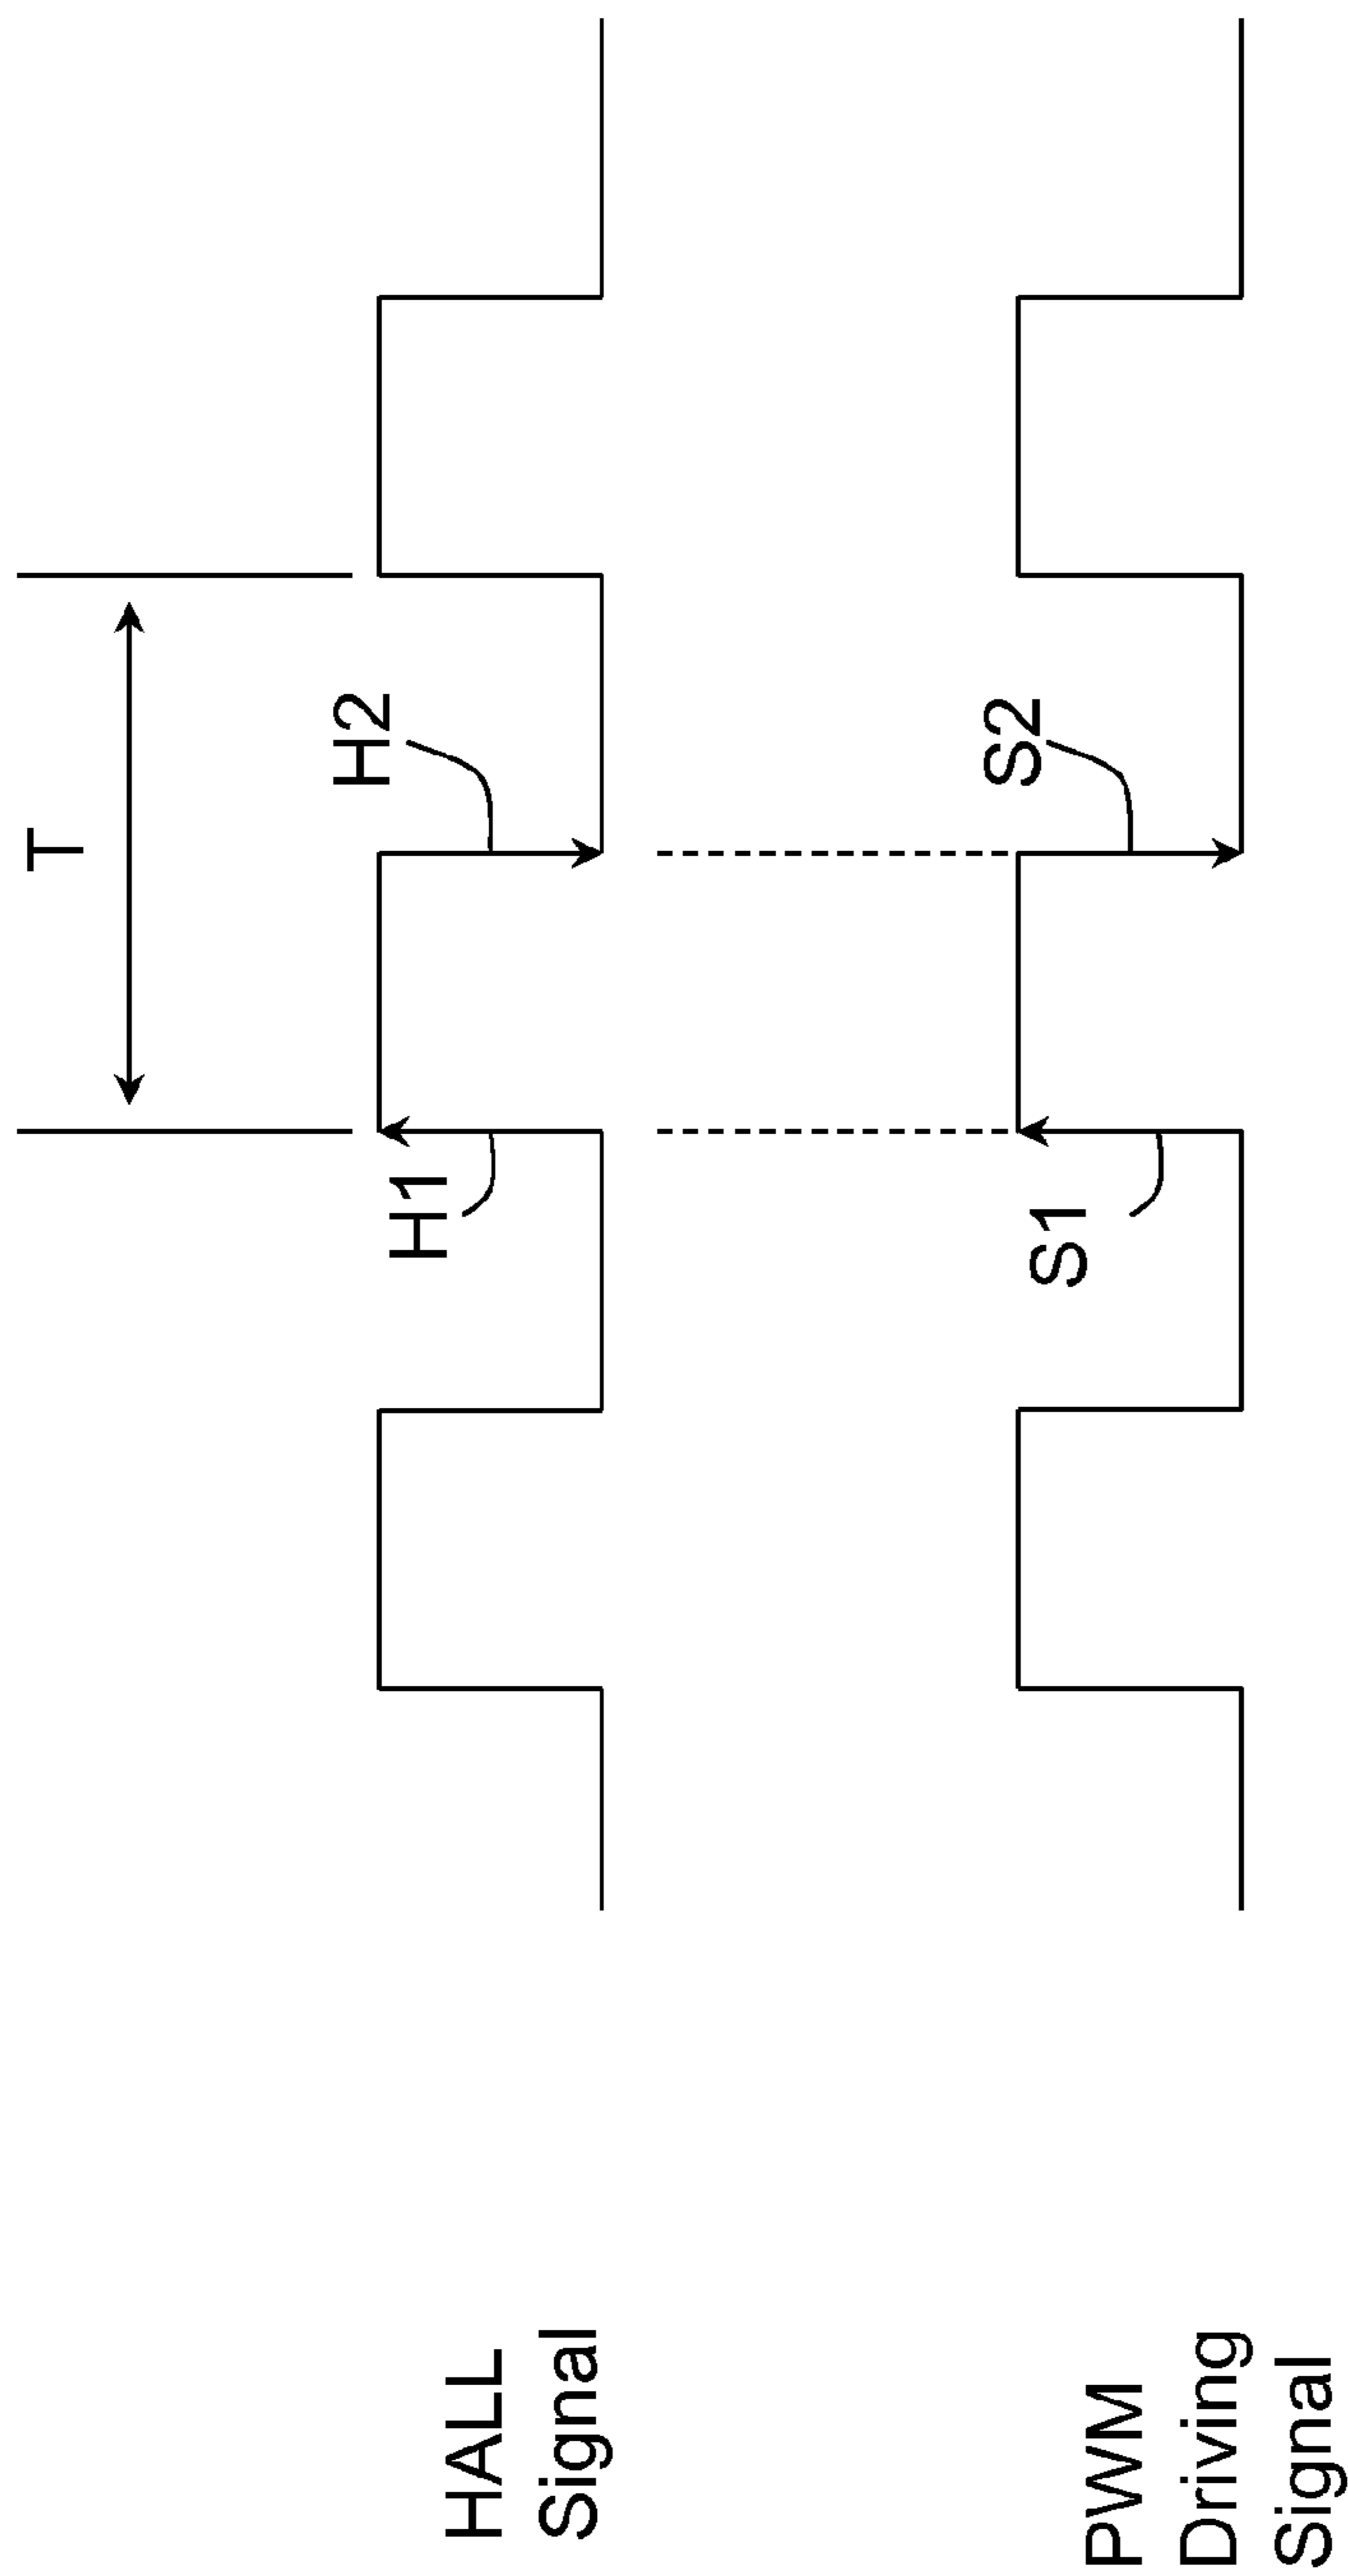 T
H1
H2
HALL
Signal
S1
S2
PWM
Driving
Signal